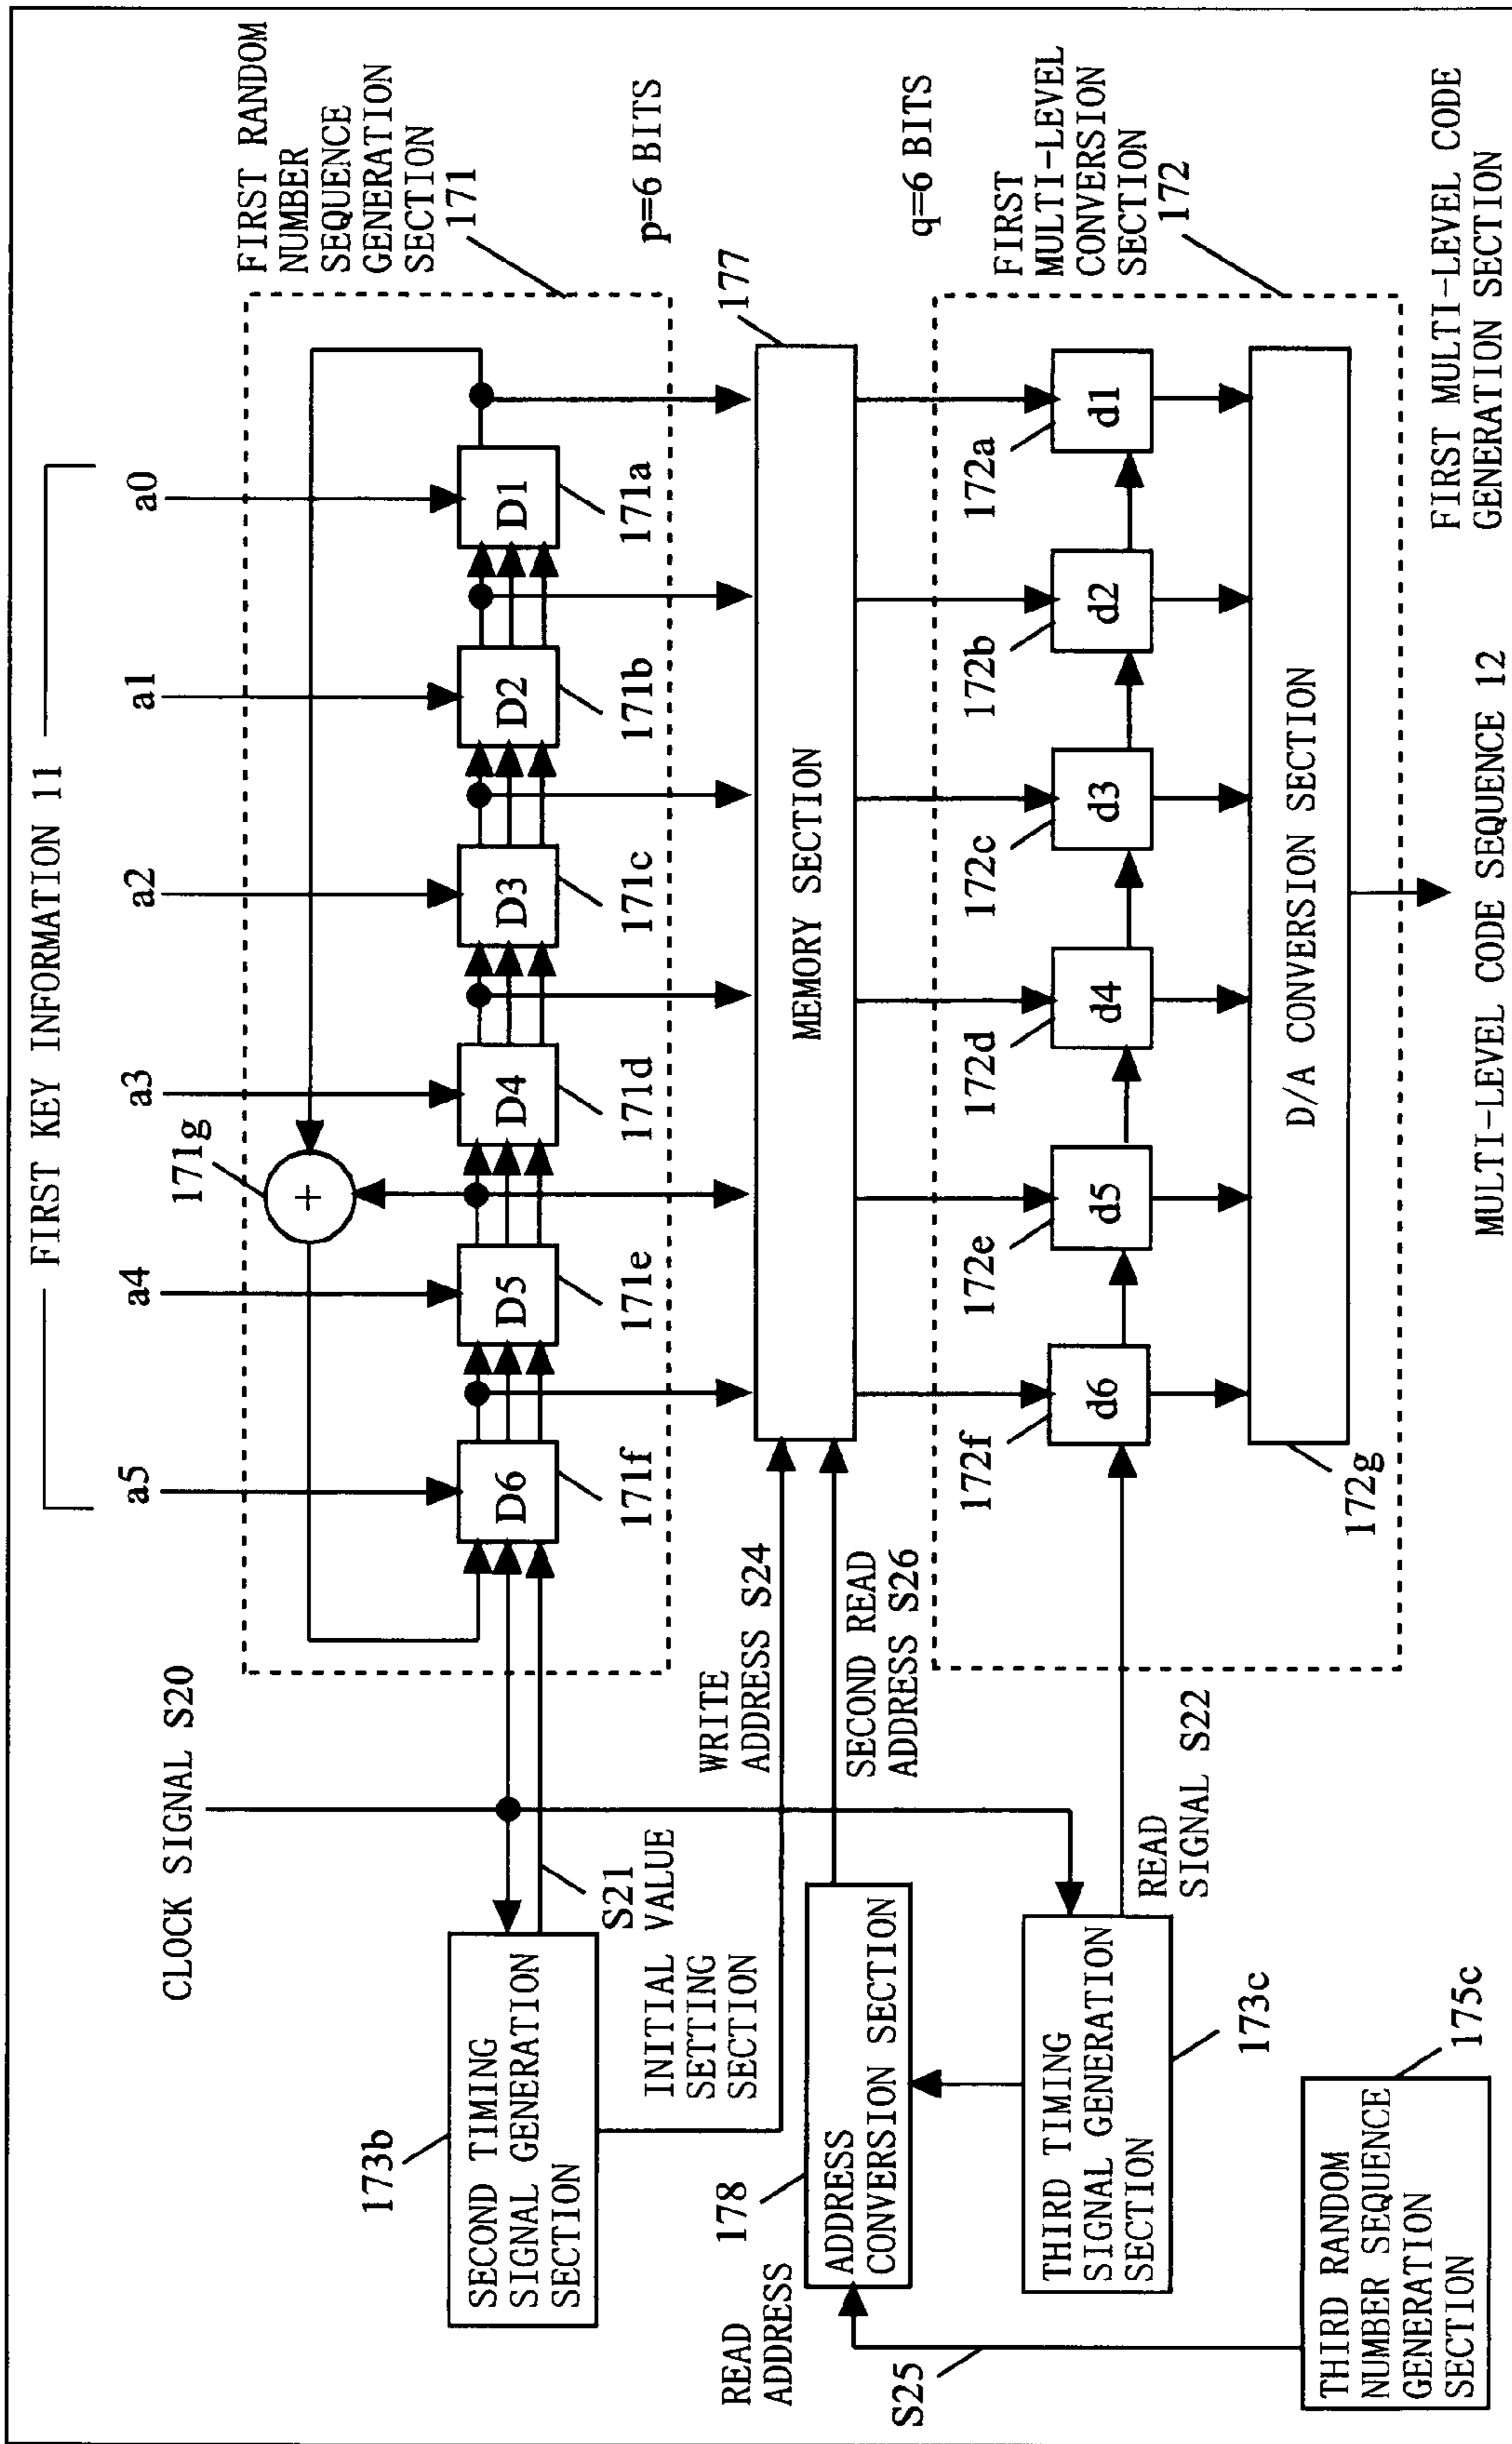 FIRST KEY INFORMATION 11
a5
a4
a3
a2
a1
a0
CLOCK SIGNAL S20
171g
FIRST RANDOM
NUMBER
SEQUENCE
GENERATION
SECTION
171
173b
SECOND TIMING
SIGNAL GENERATION
SECTION
S21
INITIAL VALUE
SETTING
SECTION
D6
D5
D4
D3
D2
D1
171f
171e
171d
171c
171b
171a
p=6 BITS
WRITE
ADDRESS S24
SECOND READ
ADDRESS S26
MEMORY SECTION
177
READ
ADDRESS
178
ADDRESS
CONVERSION SECTION
S25
q=6 BITS
172f
172e
172d
172c
172b
172a
d6
d5
d4
d3
d2
d1
FIRST
MULTI-LEVEL
CONVERSION
SECTION
172
THIRD TIMING
SIGNAL GENERATION
SECTION
173c
READ
SIGNAL S22
D/A CONVERSION SECTION
172g
THIRD RANDOM
NUMBER SEQUENCE
GENERATION
SECTION
175c
MULTI-LEVEL CODE SEQUENCE 12
FIRST MULTI-LEVEL CODE
GENERATION SECTION